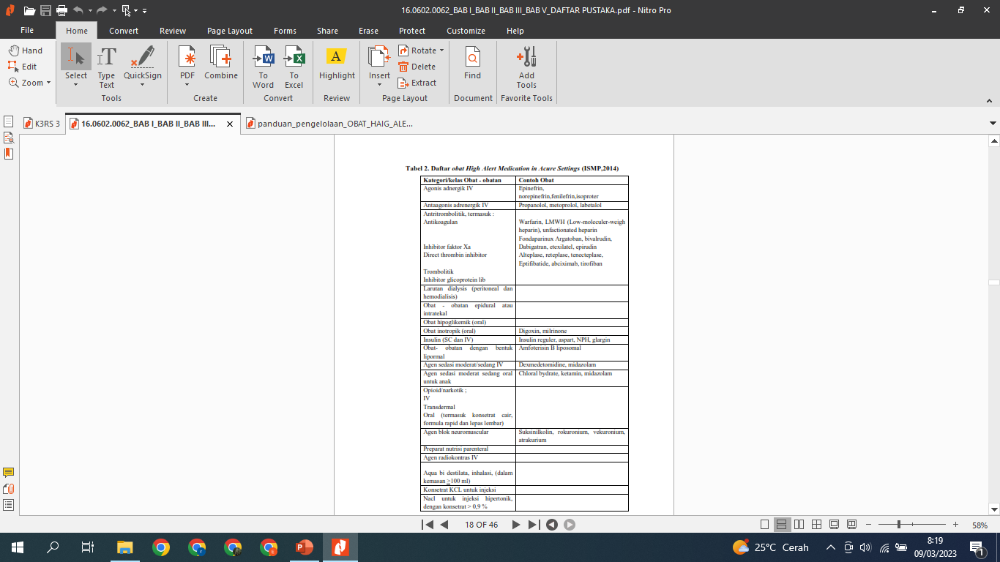 16.0602.0062_BAB I_BAB II_BAB III_BAB V_DAFTAR PUSTAKA.pdf - Nitro Pro
File Home Convert Review Page Layout Forms Share Erase Protect Customize Help
Hand
Edit
Zoom
Select
Type Text
QuickSign
Tools
PDF
Combine
Create
To Word
To Excel
Convert
Highlight
Review
Insert
Rotate
Delete
Extract
Page Layout
Find
Document
Add Tools
Favorite Tools
K3RS 3
16.0602.0062_BAB I_BAB II_BAB III...
panduan_pengelolaan_OBAT_HAIG_ALE...
Tabel 2. Daftar obat High Alert Medication in Acure Settings (ISMP,2014)
Kategori/kelas Obat - obatan Contoh Obat
Agonis adnergik IV Epinefrin,
norepinefrin,fenilefrin,isoproter
Antaagonis adrenergik IV Propanolol, metoprolol, labetalol
Antritrombolitik, termasuk :
Antikoagulan Warfarin, LMWH (Low-moleculer-weigh
heparin), unfactionated heparin
Fondaparinux Argatoban, bivalrudin,
Inhibitor faktor Xa Dabigatran, etexilatel, epirudin
Direct thrombin inhibitor Alteplase, reteplase, tenecteplase,
Eptifibatide, abciximab, tirofiban
Trombolitik
Inhibitor glicoprotein lib
Larutan dialysis (peritoneal dan
hemodialisis)
Obat - obatan epidural atau
intratekal
Obat hipoglikemik (oral)
Obat inotropik (oral) Digoxin, milrinone
Insulin (SC dan IV) Insulin reguler, aspart, NPH, glargin
Obat- obatan dengan bentuk Amfoterisin B liposomal
lipormal
Agen sedasi moderat/sedang IV Dexmedetomidine, midazolam
Agen sedasi moderat sedang oral Chloral bydrate, ketamin, midazolam
untuk anak
Opioid/narkotik ;
IV
Transdermal
Oral (termasuk konsetrat cair,
formula rapid dan lepas lembar)
Agen blok neuromuscular Suksinilkolin, rokuronium, vekuronium,
atrakurium
Preparat nutrisi parenteral
Agen radiokontras IV
Aqua bi destilata, inhalasi, (dalam
kemasan >100 ml)
Konsetrat KCL untuk injeksi
Nacl untuk injeksi hipertonik,
dengan konsetrat > 0,9 %
18 OF 46
58%
25°C Cerah
8:19
09/03/2023
1